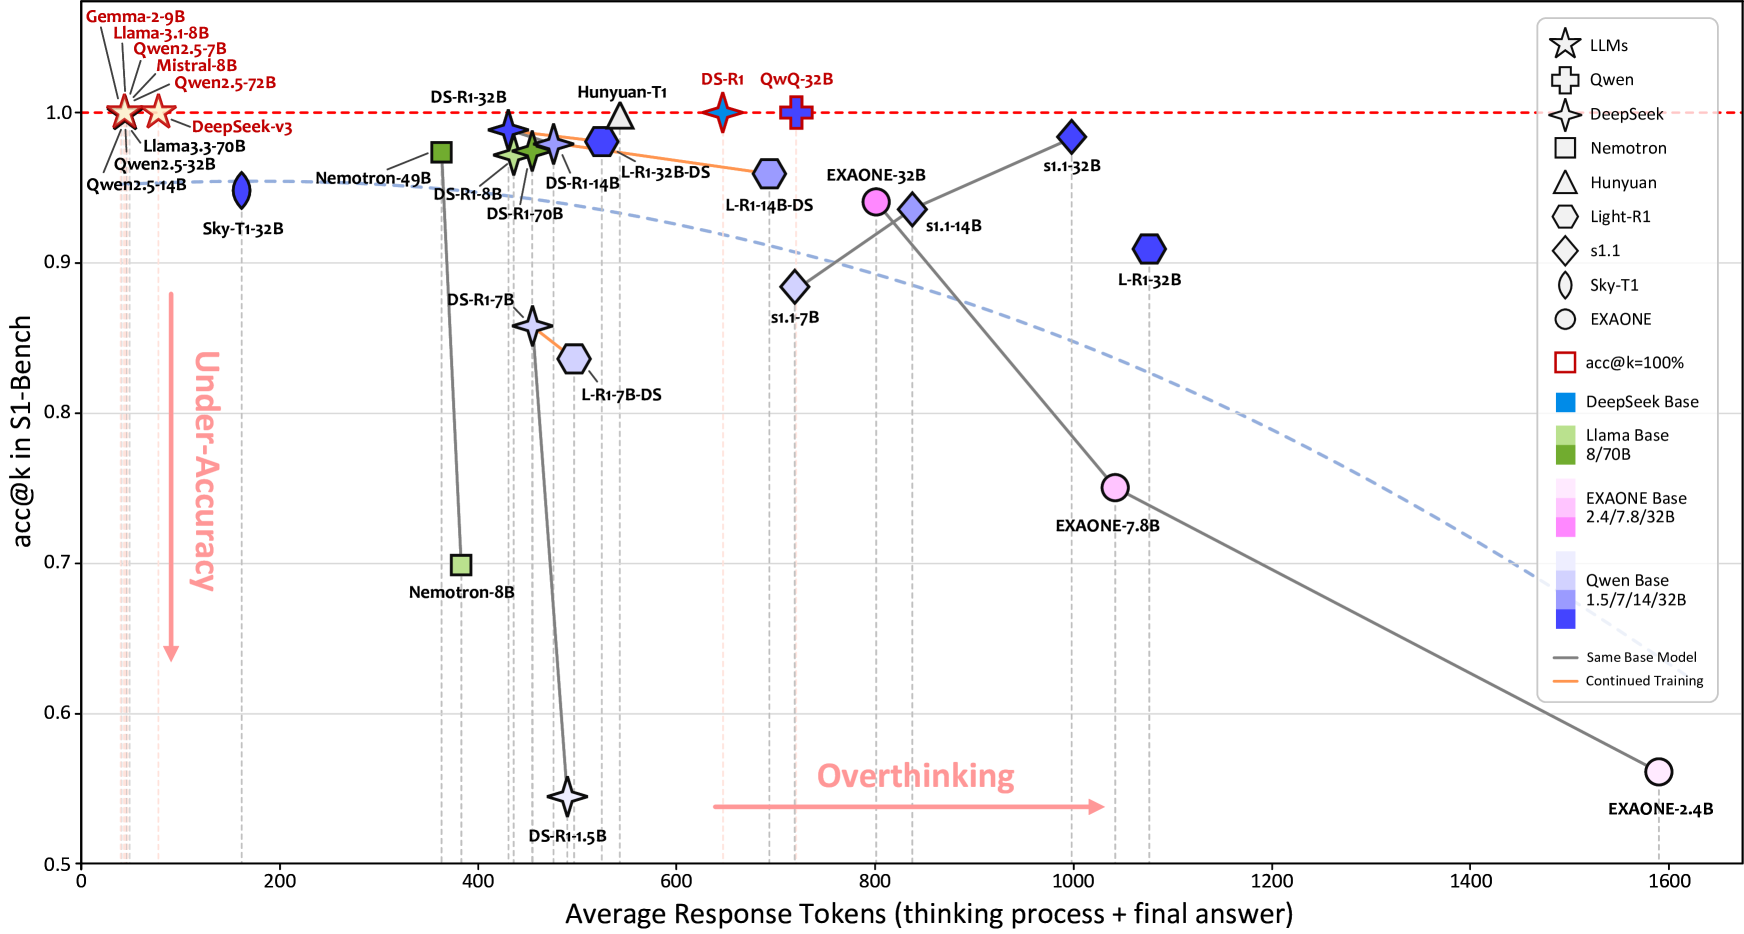 Gemma-2-9B
Llama-3.1-8B
Qwen2.5-7B
Mistral-8B
Qwen2.5-72B
DeepSeek-v3
Llama3.3-70B
Qwen2.5-32B
Qwen2.5-14B
Sky-T1-32B
Nemotron-49B
DS-R1-32B
DS-R1-8B
DS-R1-70B
DS-R1-14B
Hunyuan-T1
L-R1-32B-DS
DS-R1
QwQ-32B
L-R1-14B-DS
EXAONE-32B
s1.1-14B
s1.1-32B
s1.1-7B
L-R1-32B
DS-R1-7B
L-R1-7B-DS
EXAONE-7.8B
Nemotron-8B
DS-R1-1.5B
EXAONE-2.4B
Under-Accuracy
Overthinking
acc@k in S1-Bench
1.0
0.9
0.8
0.7
0.6
0.5
0
200
400
600
800
1000
1200
1400
1600
Average Response Tokens (thinking process + final answer)
LLMs
Qwen
DeepSeek
Nemotron
Hunyuan
Light-R1
s1.1
Sky-T1
EXAONE
acc@k=100%
DeepSeek Base
Llama Base
8/70B
EXAONE Base
2.4/7.8/32B
Qwen Base
1.5/7/14/32B
Same Base Model
Continued Training